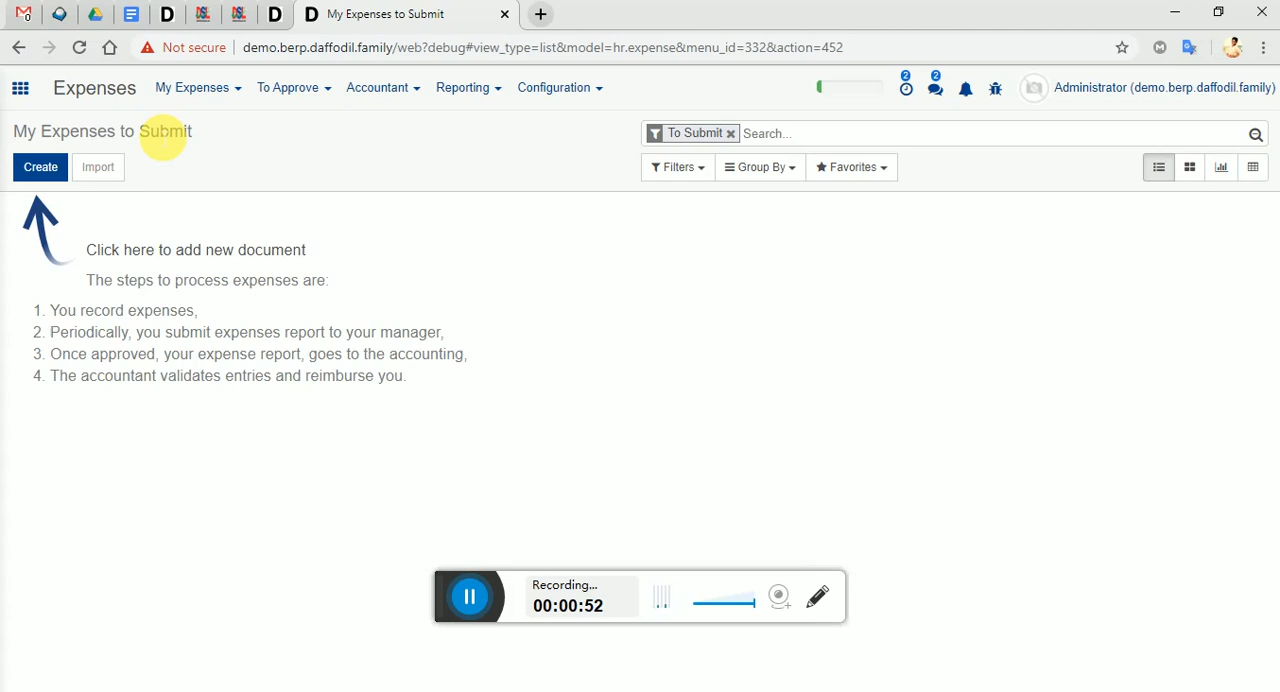 My Expenses to Submit
Not secure demo.berp.daffodil.family/web?debug#view_type=list&model=hr.expense&menu_id=332&action=452
Expenses My Expenses To Approve Accountant Reporting Configuration 2 2 Administrator (demo.berp.daffodil.family)
My Expenses to Submit To Submit Search...
Create Import Filters Group By Favorites
Click here to add new document
The steps to process expenses are:
1. You record expenses,
2. Periodically, you submit expenses report to your manager,
3. Once approved, your expense report, goes to the accounting,
4. The accountant validates entries and reimburse you.
Recording...
00:00:52